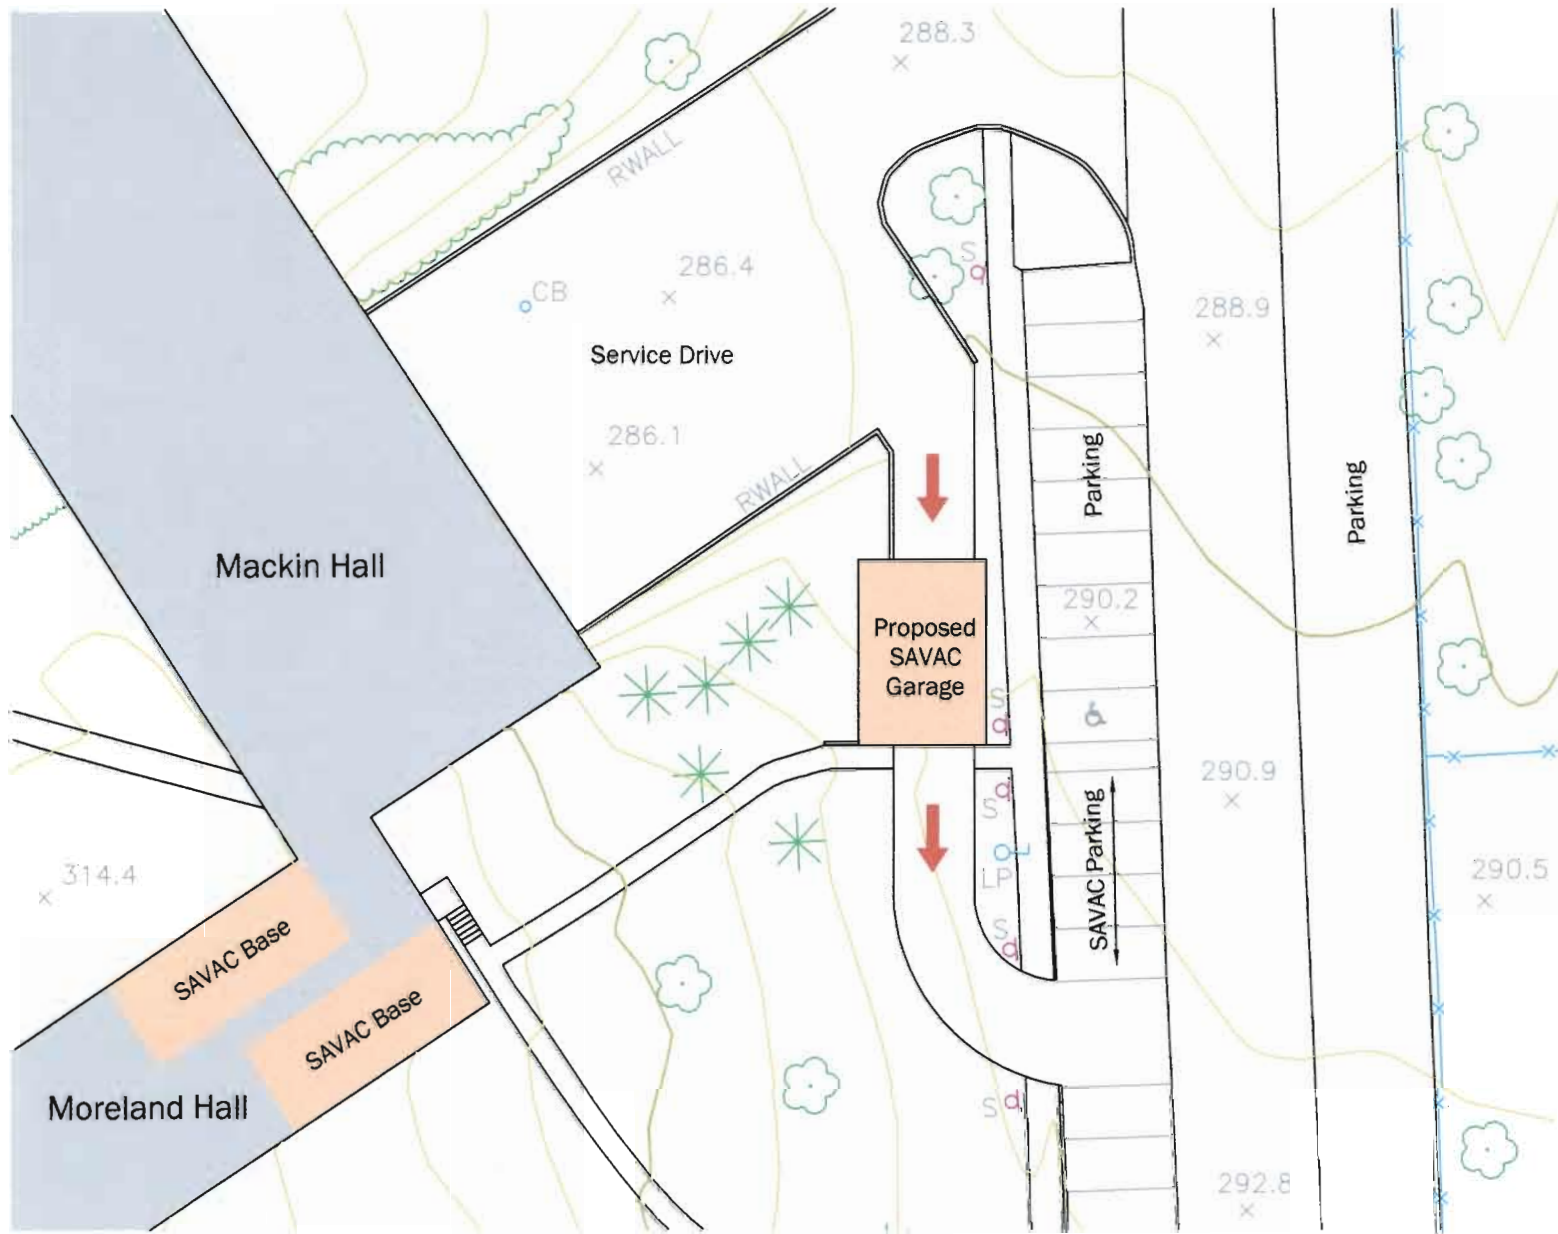 288.3
RWALL
S
286.4
CB
288.9
Service Drive
286.1
RWALL
Parking
Parking
Mackin Hall
290.2
Proposed
SAVAC
Garage
S
290.9
S
SAVAC Parking
LP
314.4
290.5
S
SAVAC Base
SAVAC Base
Moreland Hall
S
292.8